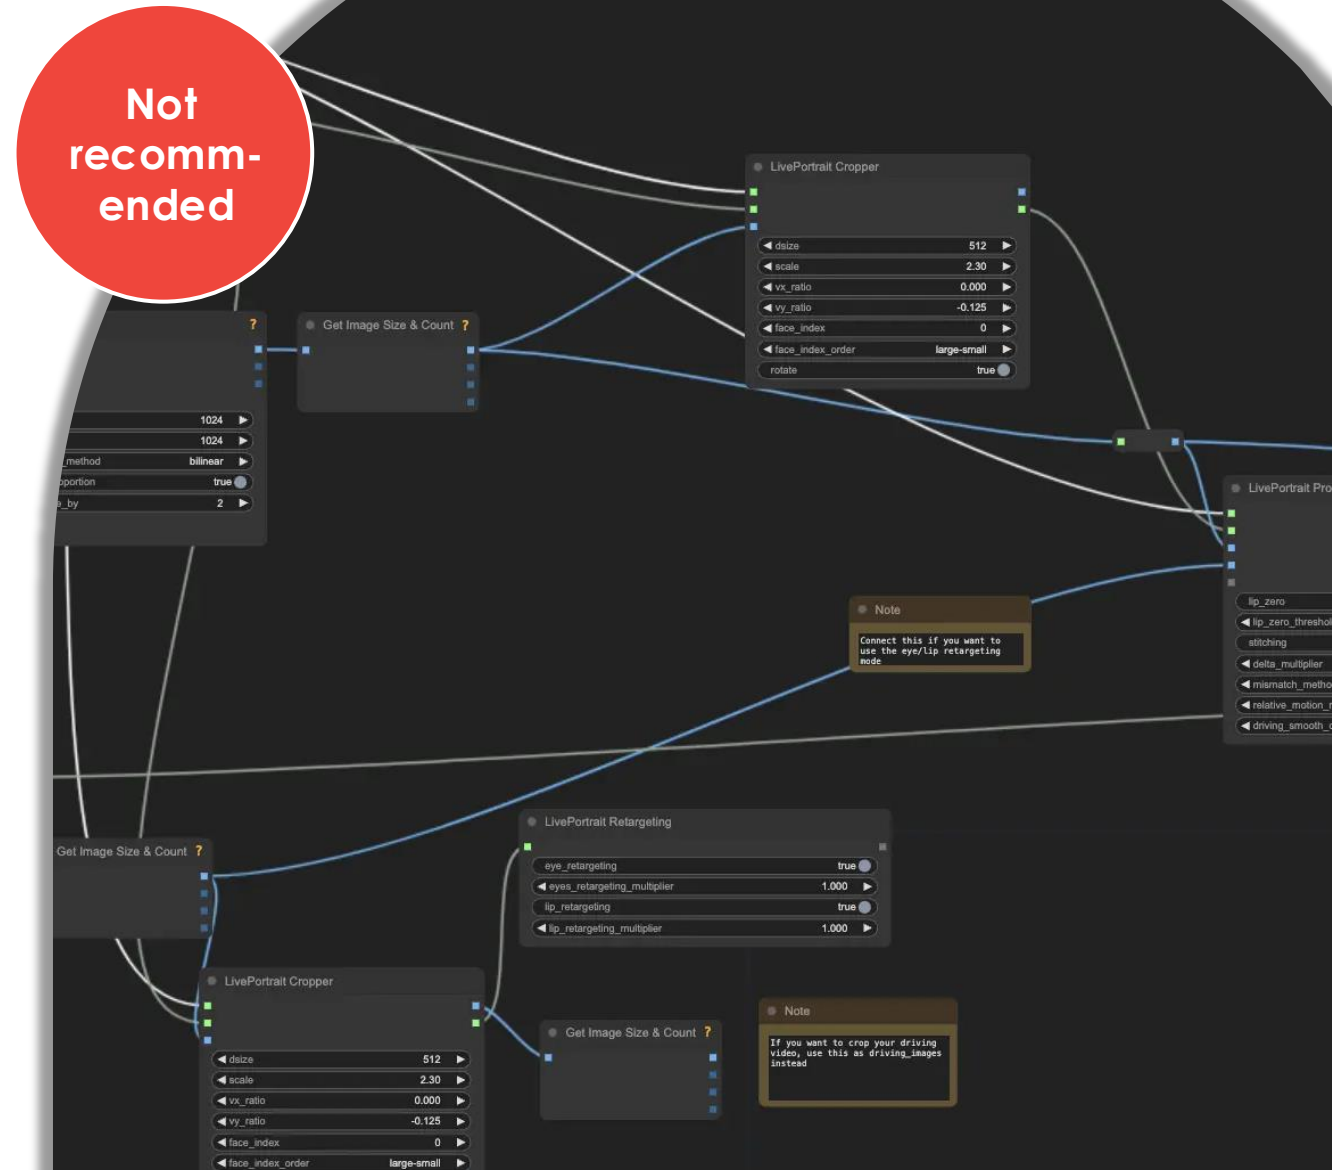 Not
recomm-
ended
LivePortrait Cropper
dsize 512
scale 2.30
vx_ratio 0.000
vy_ratio -0.125
face_index 0
face_index_order large-small
rotate true
?
Get Image Size & Count ?
1024
1024
_method bilinear
oportion true
e_by 2
LivePortrait Pro
lip_zero
lip_zero_threshol
stitching
delta_multiplier
mismatch_metho
relative_motion_r
driving_smooth_o
Note
Connect this if you want to
use the eye/lip retargeting
mode
Get Image Size & Count ?
LivePortrait Retargeting
eye_retargeting true
eyes_retargeting_multiplier 1.000
lip_retargeting true
lip_retargeting_multiplier 1.000
LivePortrait Cropper
dsize 512
scale 2.30
vx_ratio 0.000
vy_ratio -0.125
face_index 0
face_index_order large-small
Get Image Size & Count ?
Note
If you want to crop your driving
video, use this as driving_images
instead